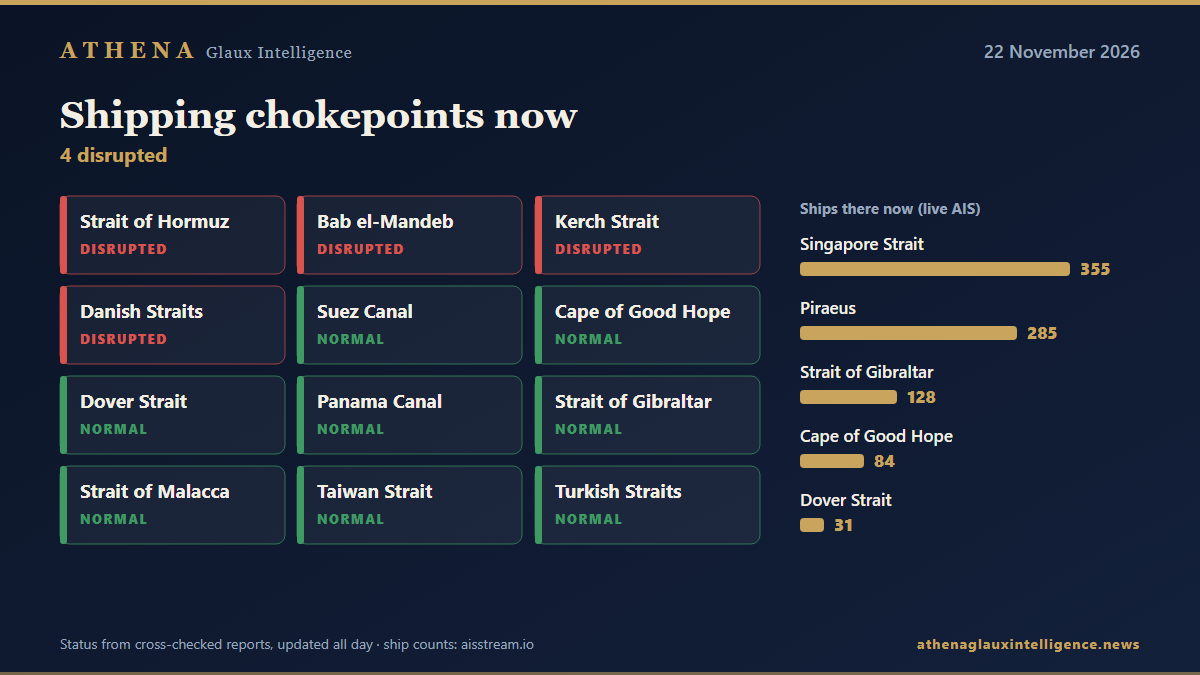 ATHENA Glaux Intelligence
22 November 2026
Shipping chokepoints now
4 disrupted
Strait of Hormuz
DISRUPTED
Bab el-Mandeb
DISRUPTED
Kerch Strait
DISRUPTED
Danish Straits
DISRUPTED
Suez Canal
NORMAL
Cape of Good Hope
NORMAL
Dover Strait
NORMAL
Panama Canal
NORMAL
Strait of Gibraltar
NORMAL
Strait of Malacca
NORMAL
Taiwan Strait
NORMAL
Turkish Straits
NORMAL
Ships there now (live AIS)
Singapore Strait
355
Piraeus
285
Strait of Gibraltar
128
Cape of Good Hope
84
Dover Strait
31
Status from cross-checked reports, updated all day · ship counts: aisstream.io
athenaglauxintelligence.news